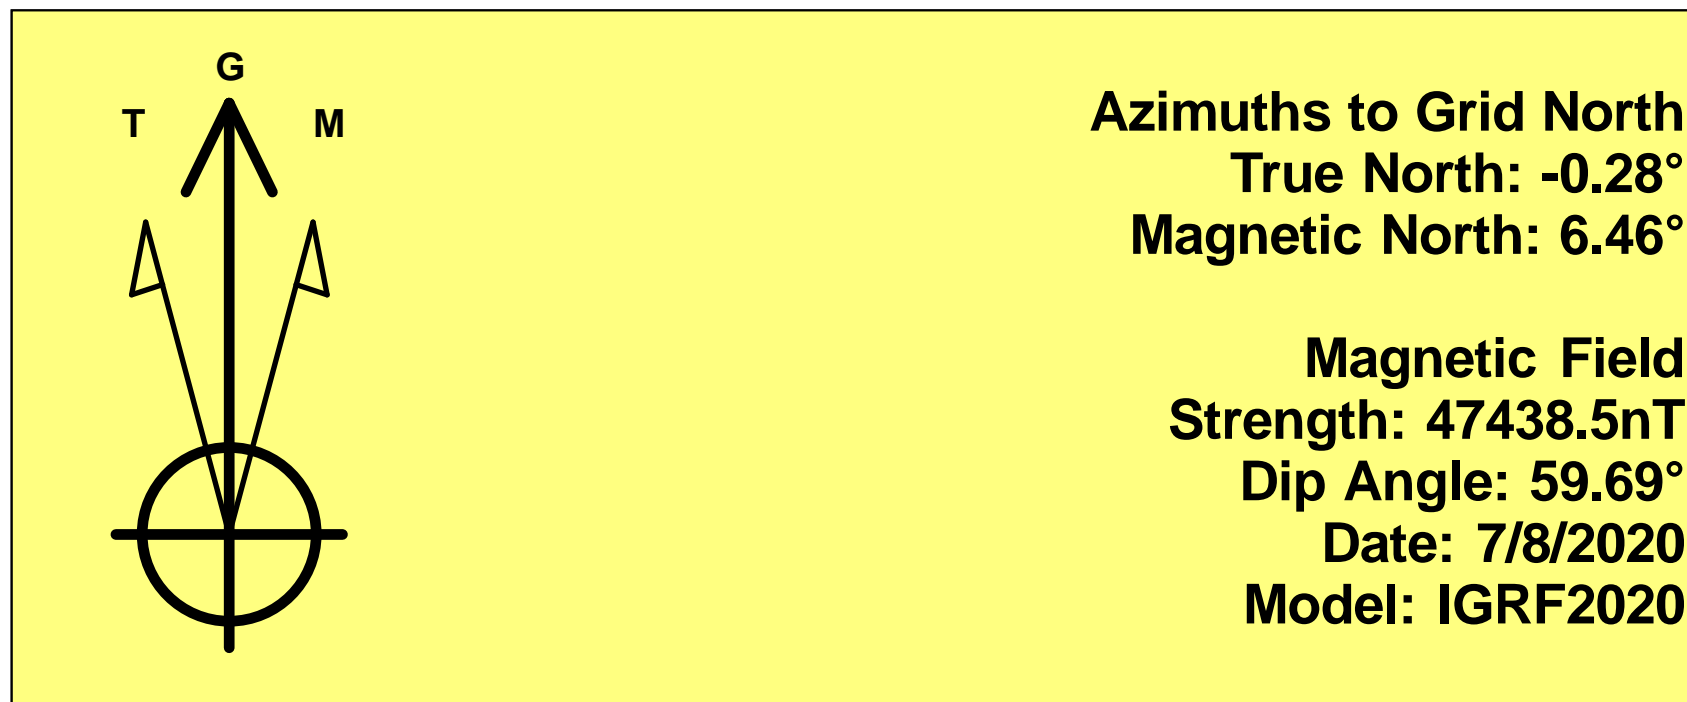 G
T M
Azimuths to Grid North
True North: -0.28°
Magnetic North: 6.46°
Magnetic Field
Strength: 47438.5nT
Dip Angle: 59.69°
Date: 7/8/2020
Model: IGRF2020